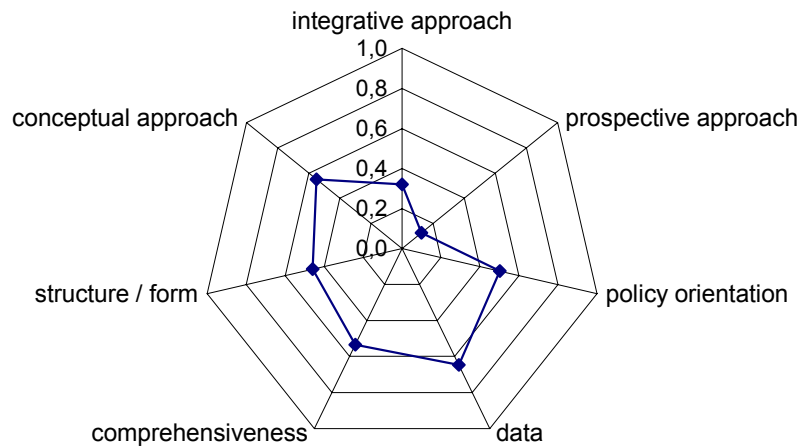 integrative approach
1,0
0,8
0,6
0,4
0,2
0,0
prospective approach
conceptual approach
policy orientation
structure / form
data
comprehensiveness